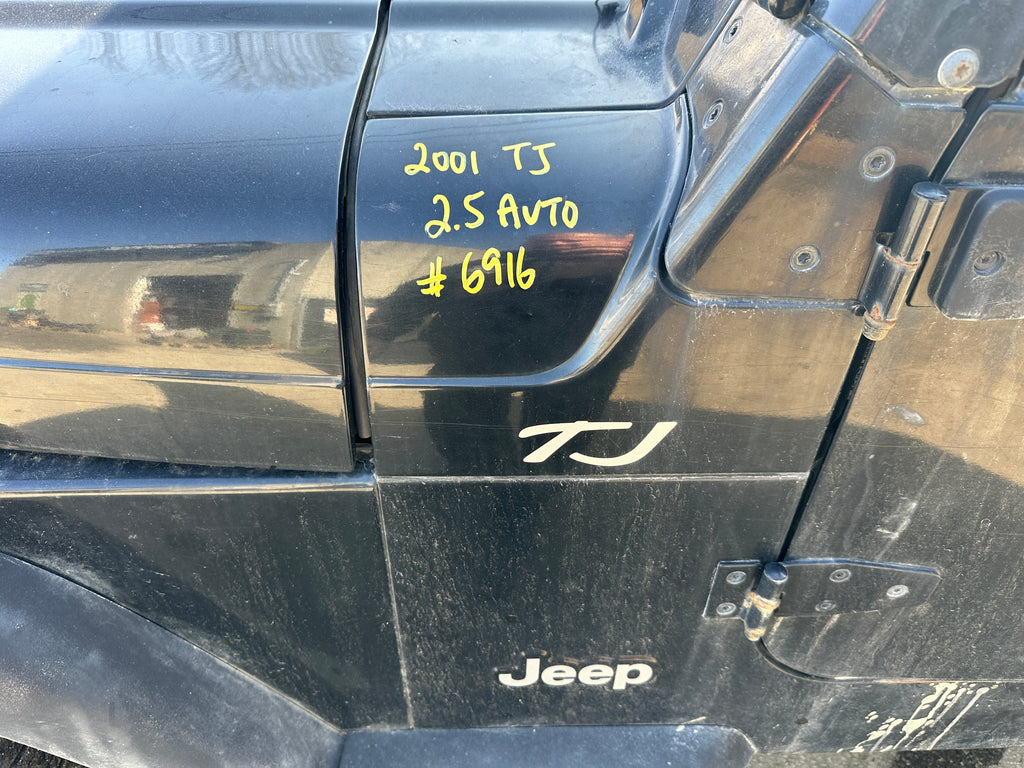 2001 TJ
2.5 AUTO
# 6916
TJ
Jeep